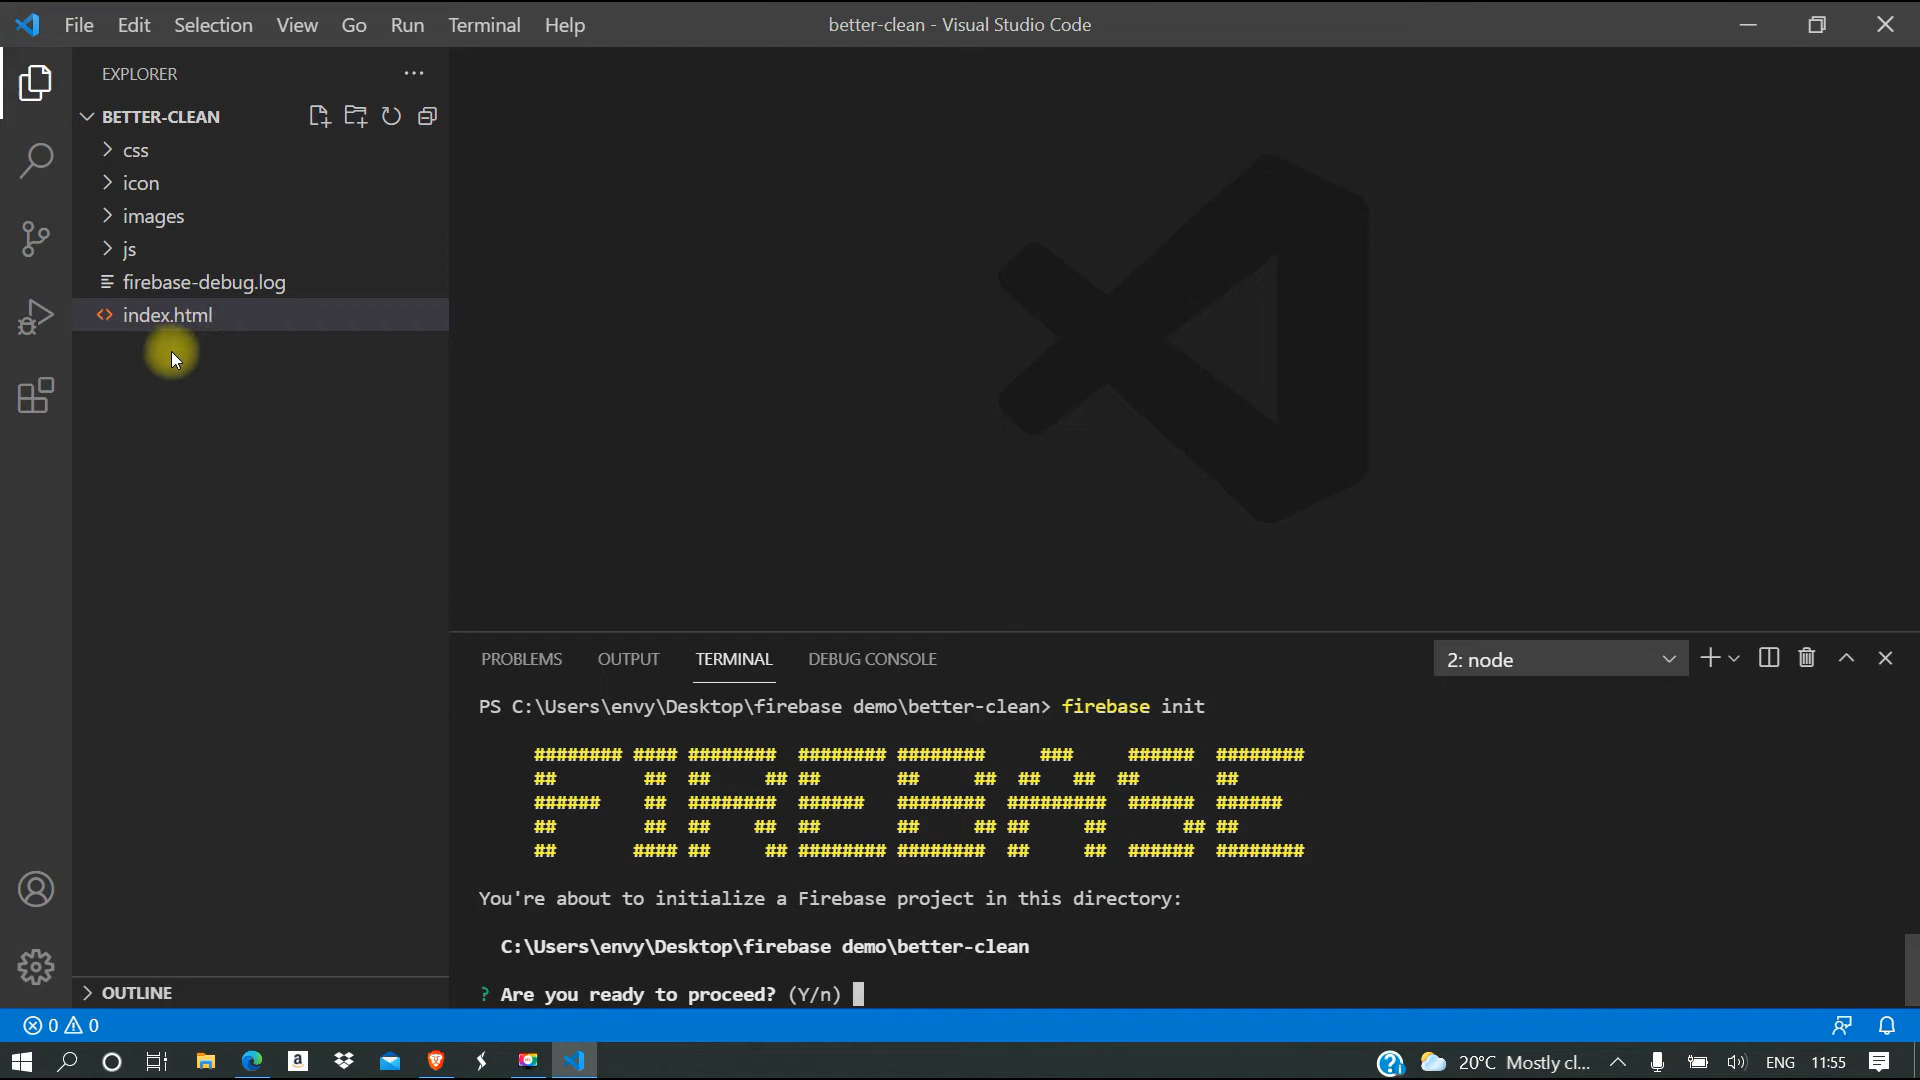 File Edit Selection View Go Run Terminal Help
better-clean - Visual Studio Code
EXPLORER
BETTER-CLEAN
css
icon
images
js
firebase-debug.log
index.html
OUTLINE
PROBLEMS OUTPUT TERMINAL DEBUG CONSOLE
2: node
PS C:\Users\envy\Desktop\firebase demo\better-clean> firebase init
FIREBASE
You're about to initialize a Firebase project in this directory:
C:\Users\envy\Desktop\firebase demo\better-clean
? Are you ready to proceed? (Y/n)
0 0
20°C Mostly cl... ENG 11:55